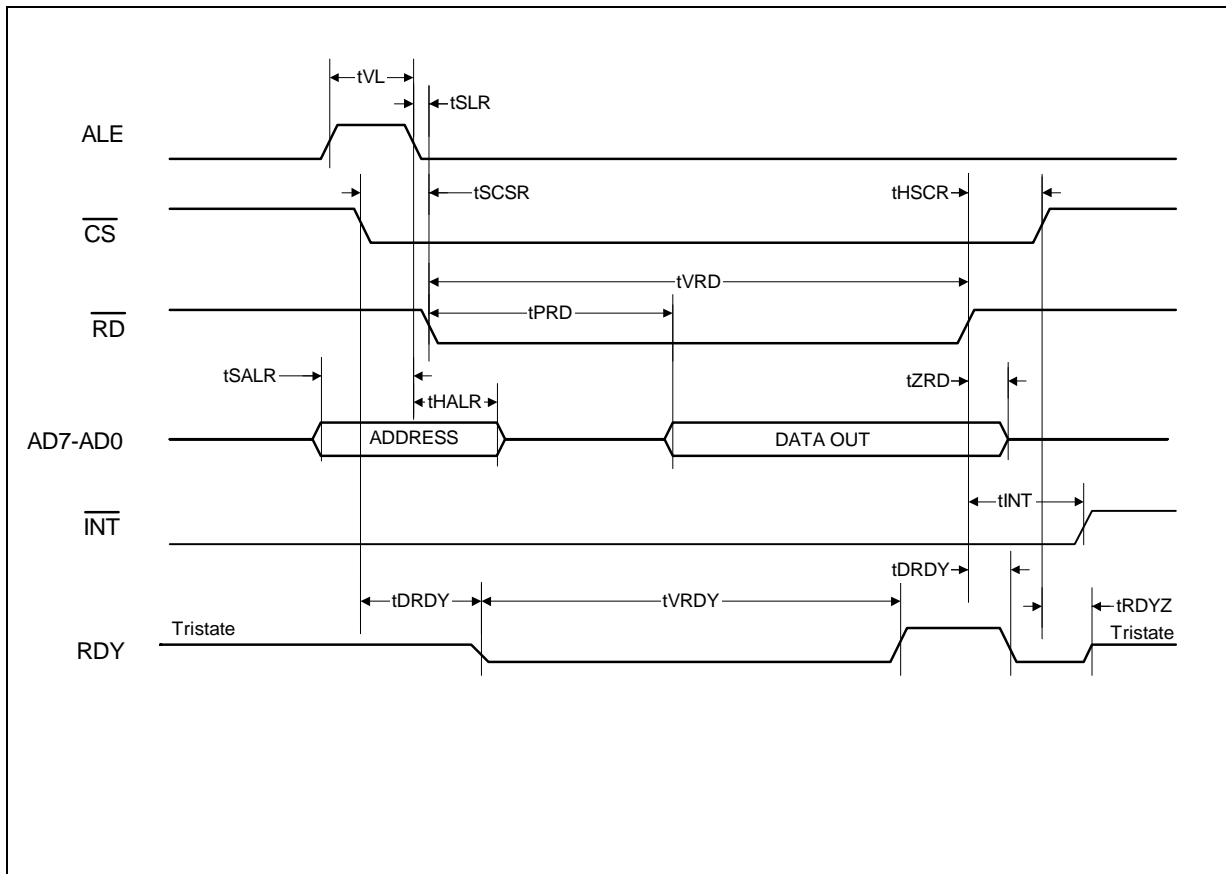 tVL
tSLR
ALE
tSCSR
tHSCR
CS
tVRD
tPRD
RD
tSALR
tZRD
tHALR
AD7-AD0
ADDRESS
DATA OUT
tINT
INT
tDRDY
tDRDY
tVRDY
tRDYZ
Tristate
Tristate
RDY